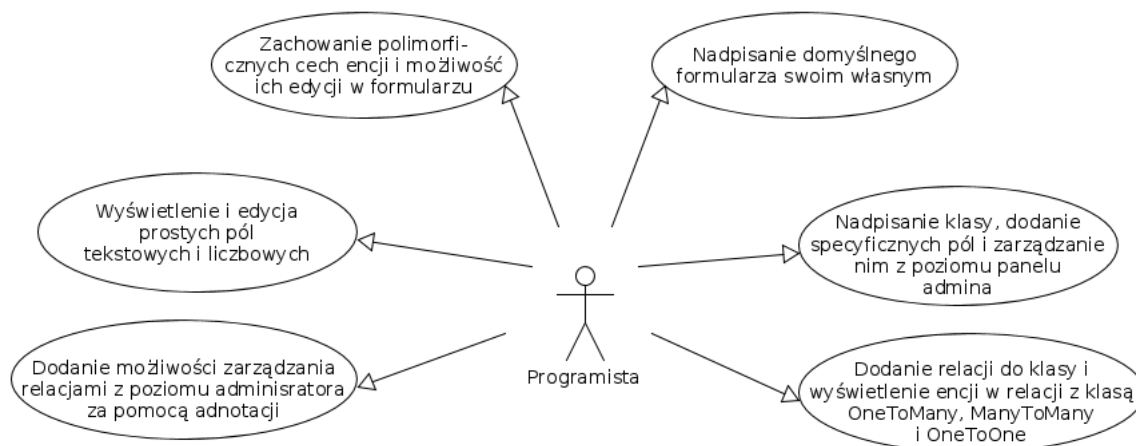 Zachowanie polimorfi-
cznych cech encji i możliwość
ich edycji w formularzu
Nadpisanie domyślnego
formularza swoim własnym
Wyświetlenie i edycja
prostych pól
tekstowych i liczbowych
Nadpisanie klasy, dodanie
specyficznych pól i zarządzanie
nim z poziomu panelu
admina
Dodanie możliwości zarządzania
relacjami z poziomu adminisratora
za pomocą adnotacji
Programista
Dodanie relacji do klasy i
wyświetlenie encji w relacji z klasą
OneToMany, ManyToMany
i OneToOne